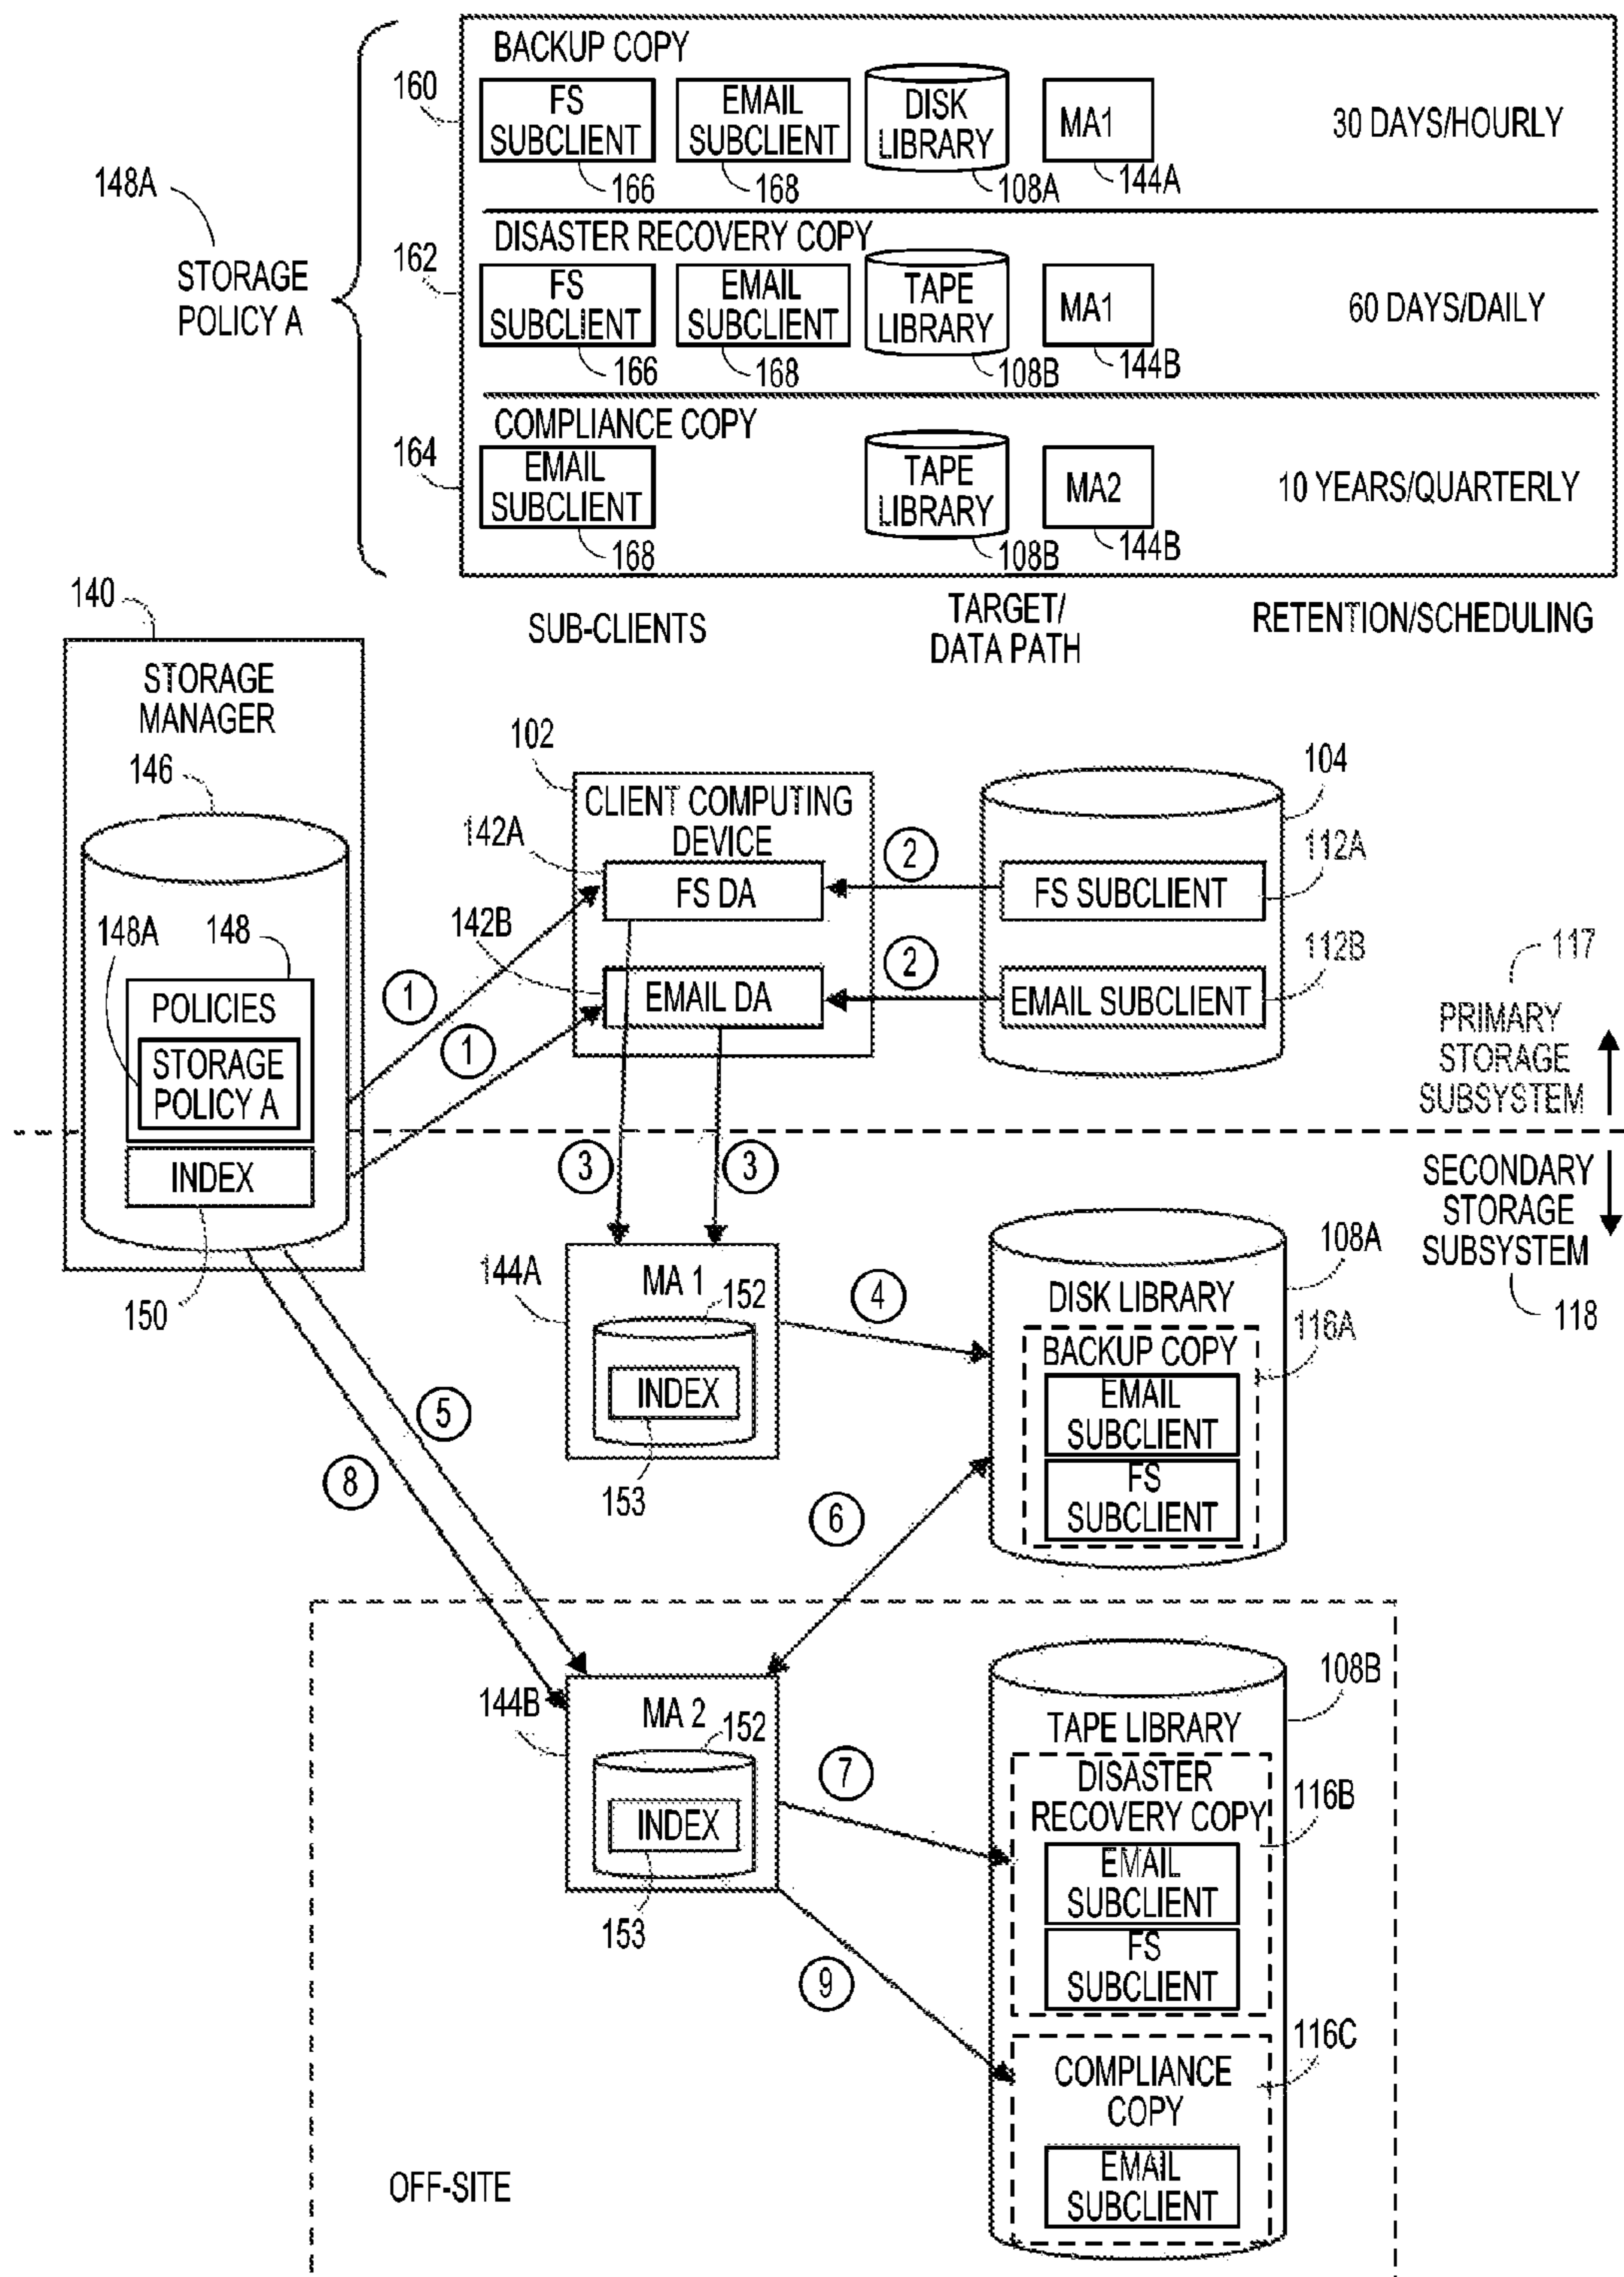 BACKUP COPY
160
FS
SUBCLIENT
166
EMAIL
SUBCLIENT
168
DISK
LIBRARY
108A
MA1
144A
30 DAYS/HOURLY
148A
STORAGE
POLICY A
DISASTER RECOVERY COPY
162
FS
SUBCLIENT
166
EMAIL
SUBCLIENT
168
TAPE
LIBRARY
108B
MA1
144B
60 DAYS/DAILY
COMPLIANCE COPY
164
EMAIL
SUBCLIENT
168
TAPE
LIBRARY
108B
MA2
144B
10 YEARS/QUARTERLY
SUB-CLIENTS
TARGET/
DATA PATH
RETENTION/SCHEDULING
140
STORAGE
MANAGER
146
148A
148
POLICIES
STORAGE
POLICY A
INDEX
150
102
CLIENT COMPUTING
DEVICE
142A
FS DA
142B
EMAIL DA
104
112A
FS SUBCLIENT
112B
EMAIL SUBCLIENT
1
1
2
2
117
PRIMARY
STORAGE
SUBSYSTEM
3
3
SECONDARY
STORAGE
SUBSYSTEM
118
144A
MA 1
152
INDEX
153
4
108A
DISK LIBRARY
116A
BACKUP COPY
EMAIL
SUBCLIENT
FS
SUBCLIENT
5
8
6
144B
MA 2
152
INDEX
153
7
9
108B
TAPE LIBRARY
DISASTER
RECOVERY COPY
116B
EMAIL
SUBCLIENT
FS
SUBCLIENT
116C
COMPLIANCE
COPY
EMAIL
SUBCLIENT
OFF-SITE